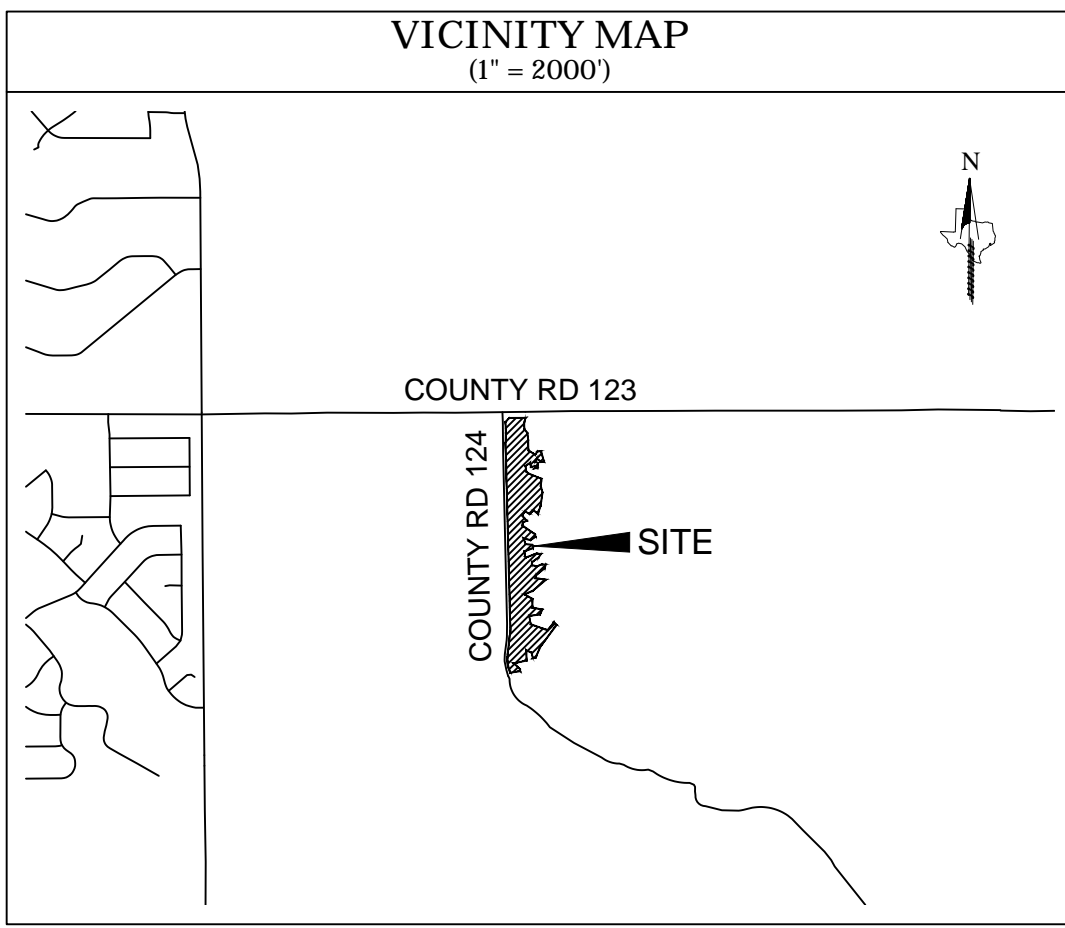 VICINITY MAP
(1" = 2000')
N
COUNTY RD 123
COUNTY RD 124
SITE